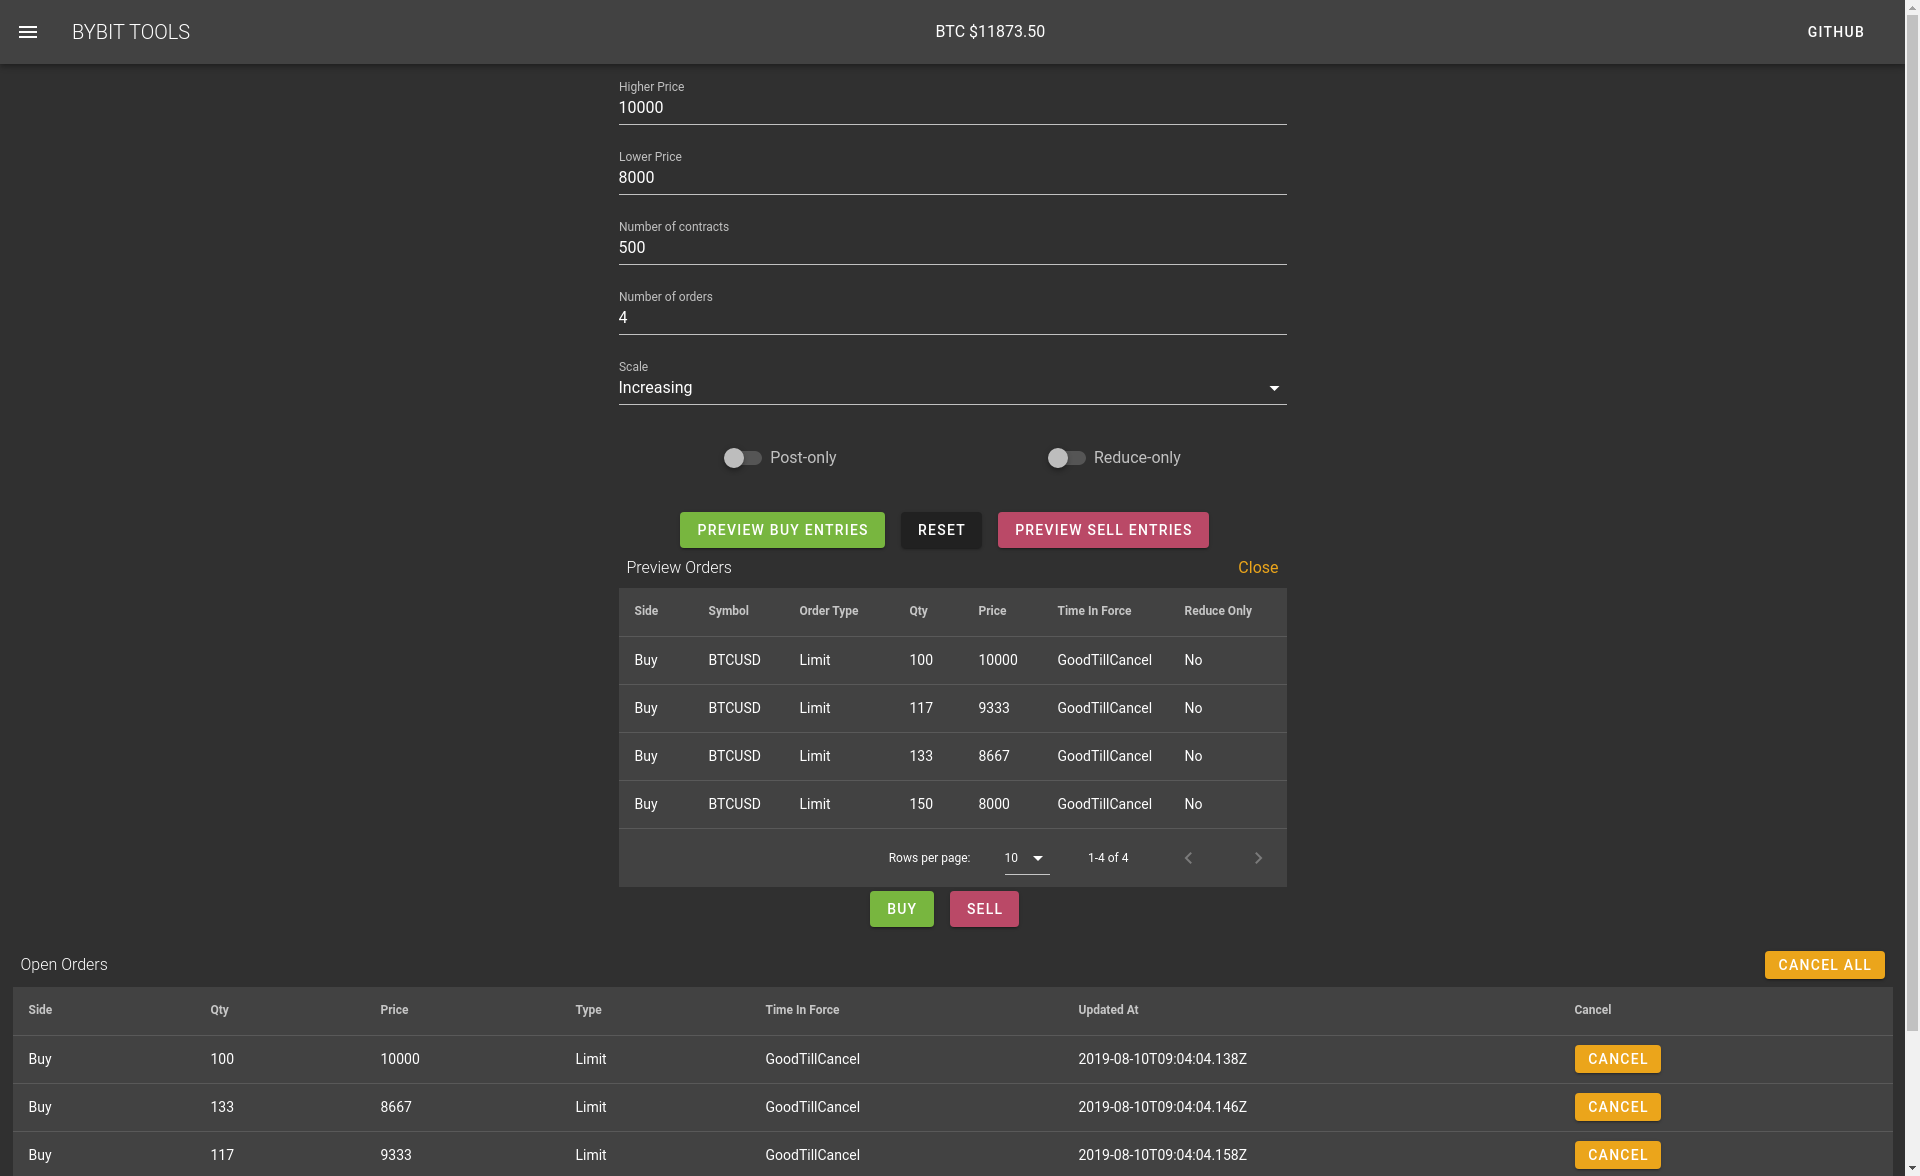 BYBIT TOOLS BTC $11873.50 GITHUB
Higher Price
10000
Lower Price
8000
Number of contracts
500
Number of orders
4
Scale
Increasing
Post-only Reduce-only
PREVIEW BUY ENTRIES RESET PREVIEW SELL ENTRIES
Preview Orders Close
Side Symbol Order Type Qty Price Time In Force Reduce Only
Buy BTCUSD Limit 100 10000 GoodTillCancel No
Buy BTCUSD Limit 117 9333 GoodTillCancel No
Buy BTCUSD Limit 133 8667 GoodTillCancel No
Buy BTCUSD Limit 150 8000 GoodTillCancel No
Rows per page: 10 1-4 of 4
BUY SELL
Open Orders CANCEL ALL
Side Qty Price Type Time In Force Updated At Cancel
Buy 100 10000 Limit GoodTillCancel 2019-08-10T09:04:04.138Z CANCEL
Buy 133 8667 Limit GoodTillCancel 2019-08-10T09:04:04.146Z CANCEL
Buy 117 9333 Limit GoodTillCancel 2019-08-10T09:04:04.158Z CANCEL